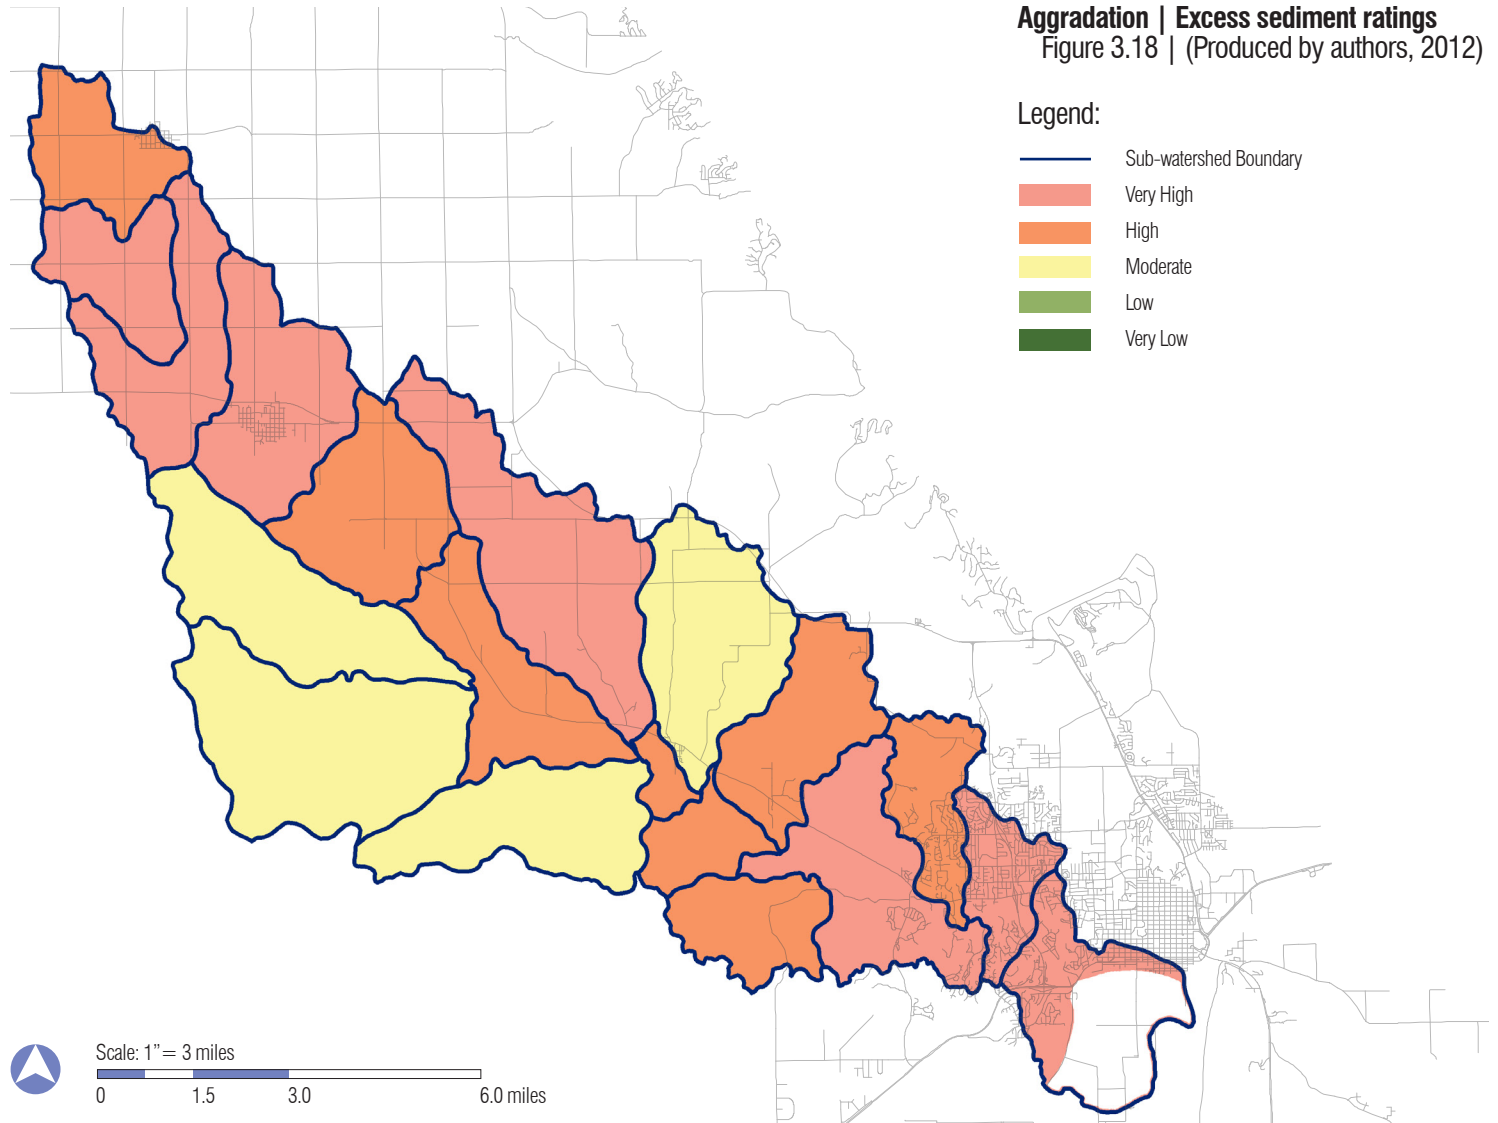 Aggradation | Excess sediment ratings
Figure 3.18 | (Produced by authors, 2012)
Legend:
Sub-watershed Boundary
Very High
High
Moderate
Low
Very Low
Scale: 1”= 3 miles
0 1.5 3.0 6.0 miles